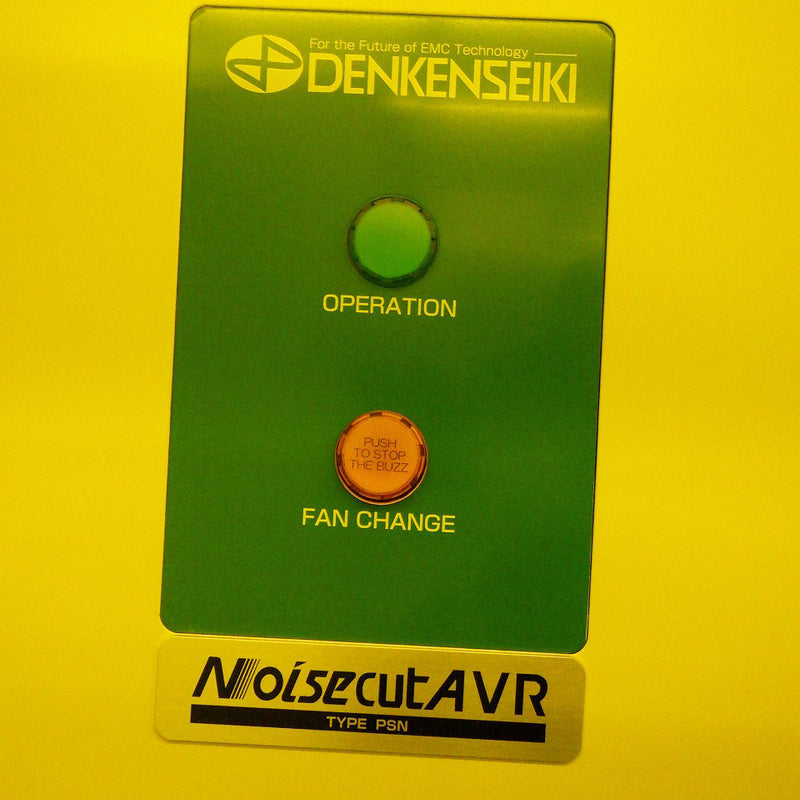 For the Future of EMC Technology
DENKENSEIKI
OPERATION
PUSH
TO STOP
THE BUZZ
FAN CHANGE
NoisecutAVR
TYPE PSN